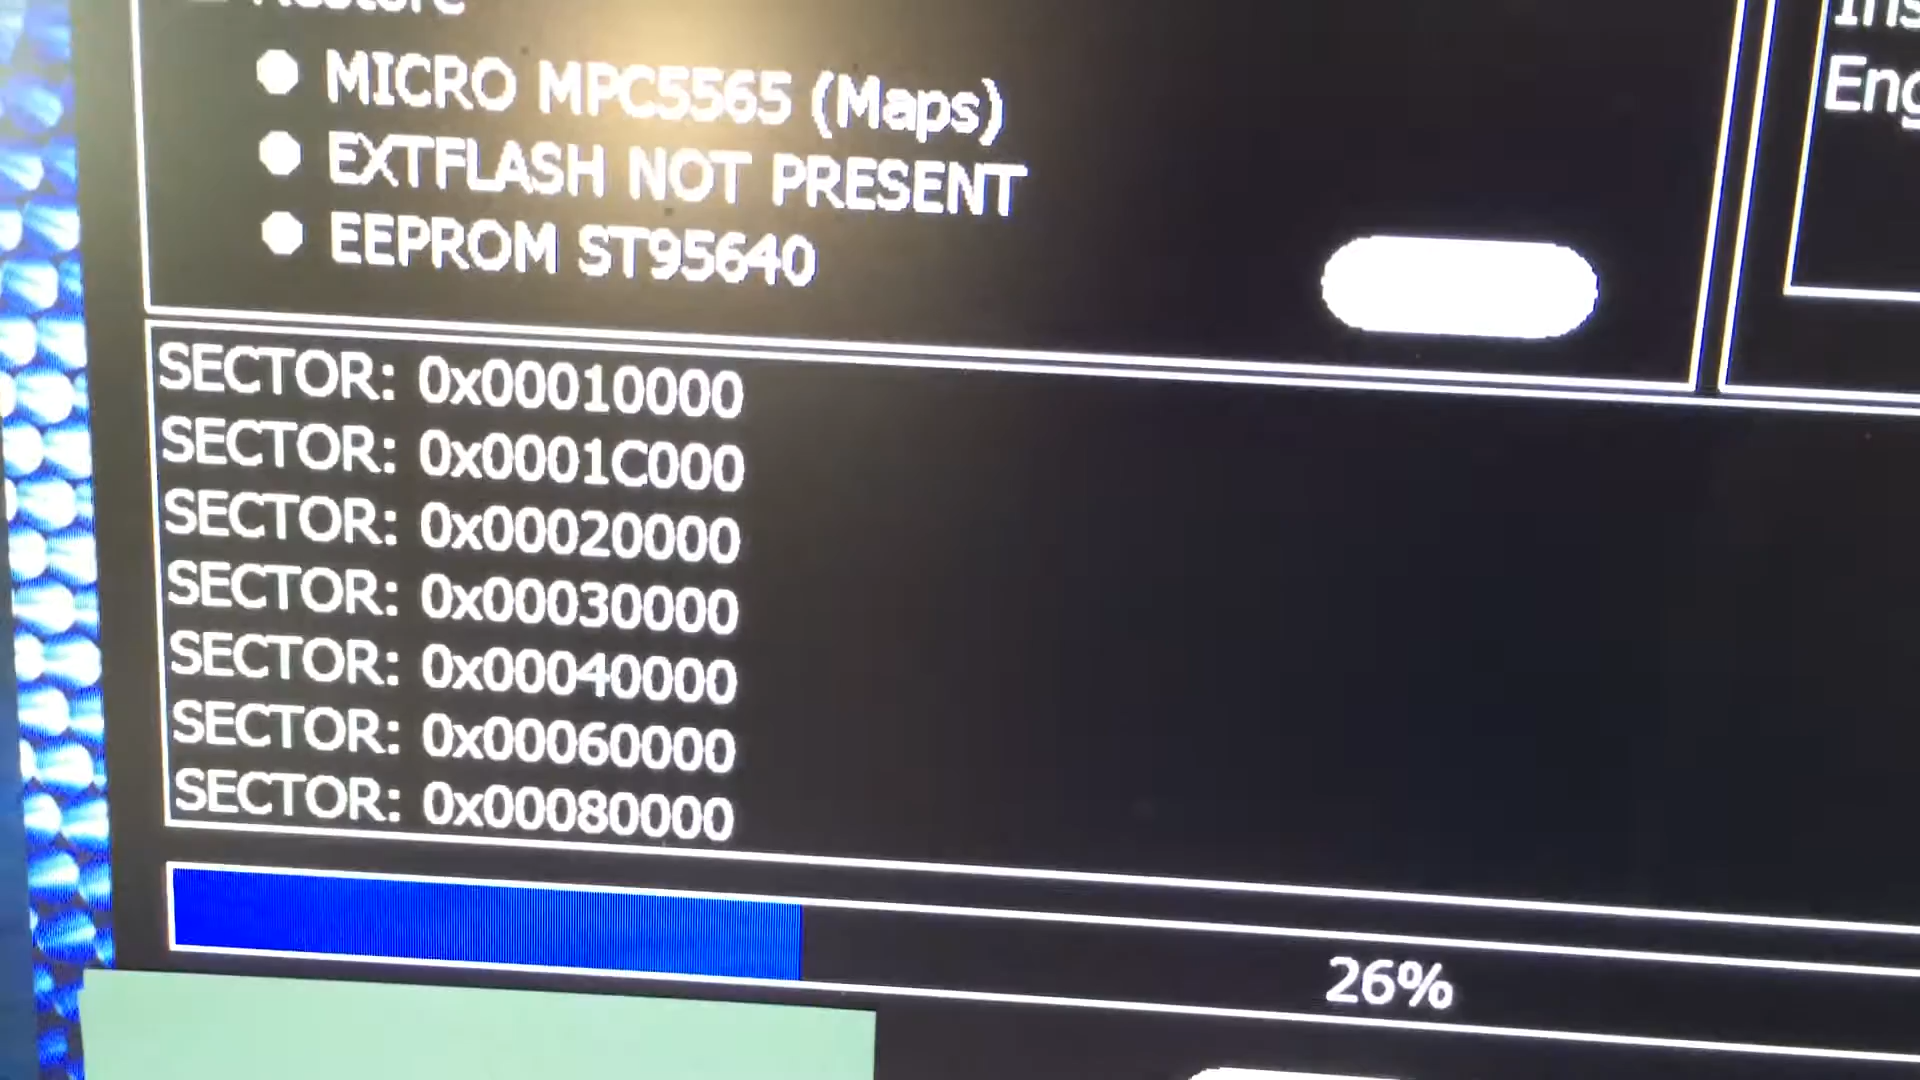 Restore
MICRO MPC5565 (Maps)
EXTFLASH NOT PRESENT
EEPROM ST95640
SECTOR: 0x00010000
SECTOR: 0x0001C000
SECTOR: 0x00020000
SECTOR: 0x00030000
SECTOR: 0x00040000
SECTOR: 0x00060000
SECTOR: 0x00080000
26%